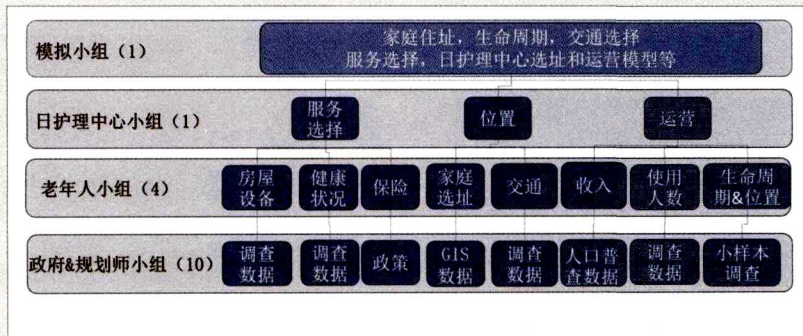 模拟小组（1）
家庭住址，生命周期，交通选择
服务选择，日护理中心选址和运营模型等
日护理中心小组（1）
服务
选择
位置
运营
老年人小组（4）
房屋
设备
健康
状况
保险
家庭
选址
交通
收入
使用
人数
生命周
期&位置
政府&规划师小组（10）
调查
数据
调查
数据
政策
GIS
数据
调查
数据
人口普
查数据
调查
数据
小样本
调查